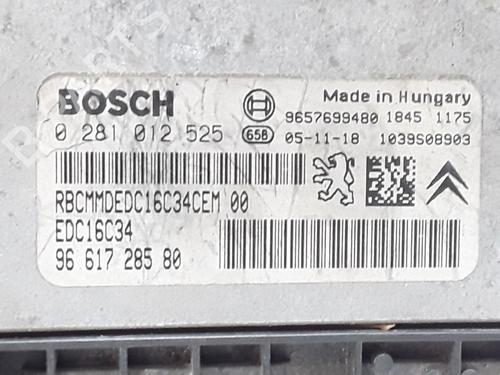 BOSCH
Made in Hungary
9657699480 1845 1175
0 281 012 525 65B 05-11-18 1039S08903
RBCMMDEDC16C34CEM 00
EDC16C34
96 617 285 80